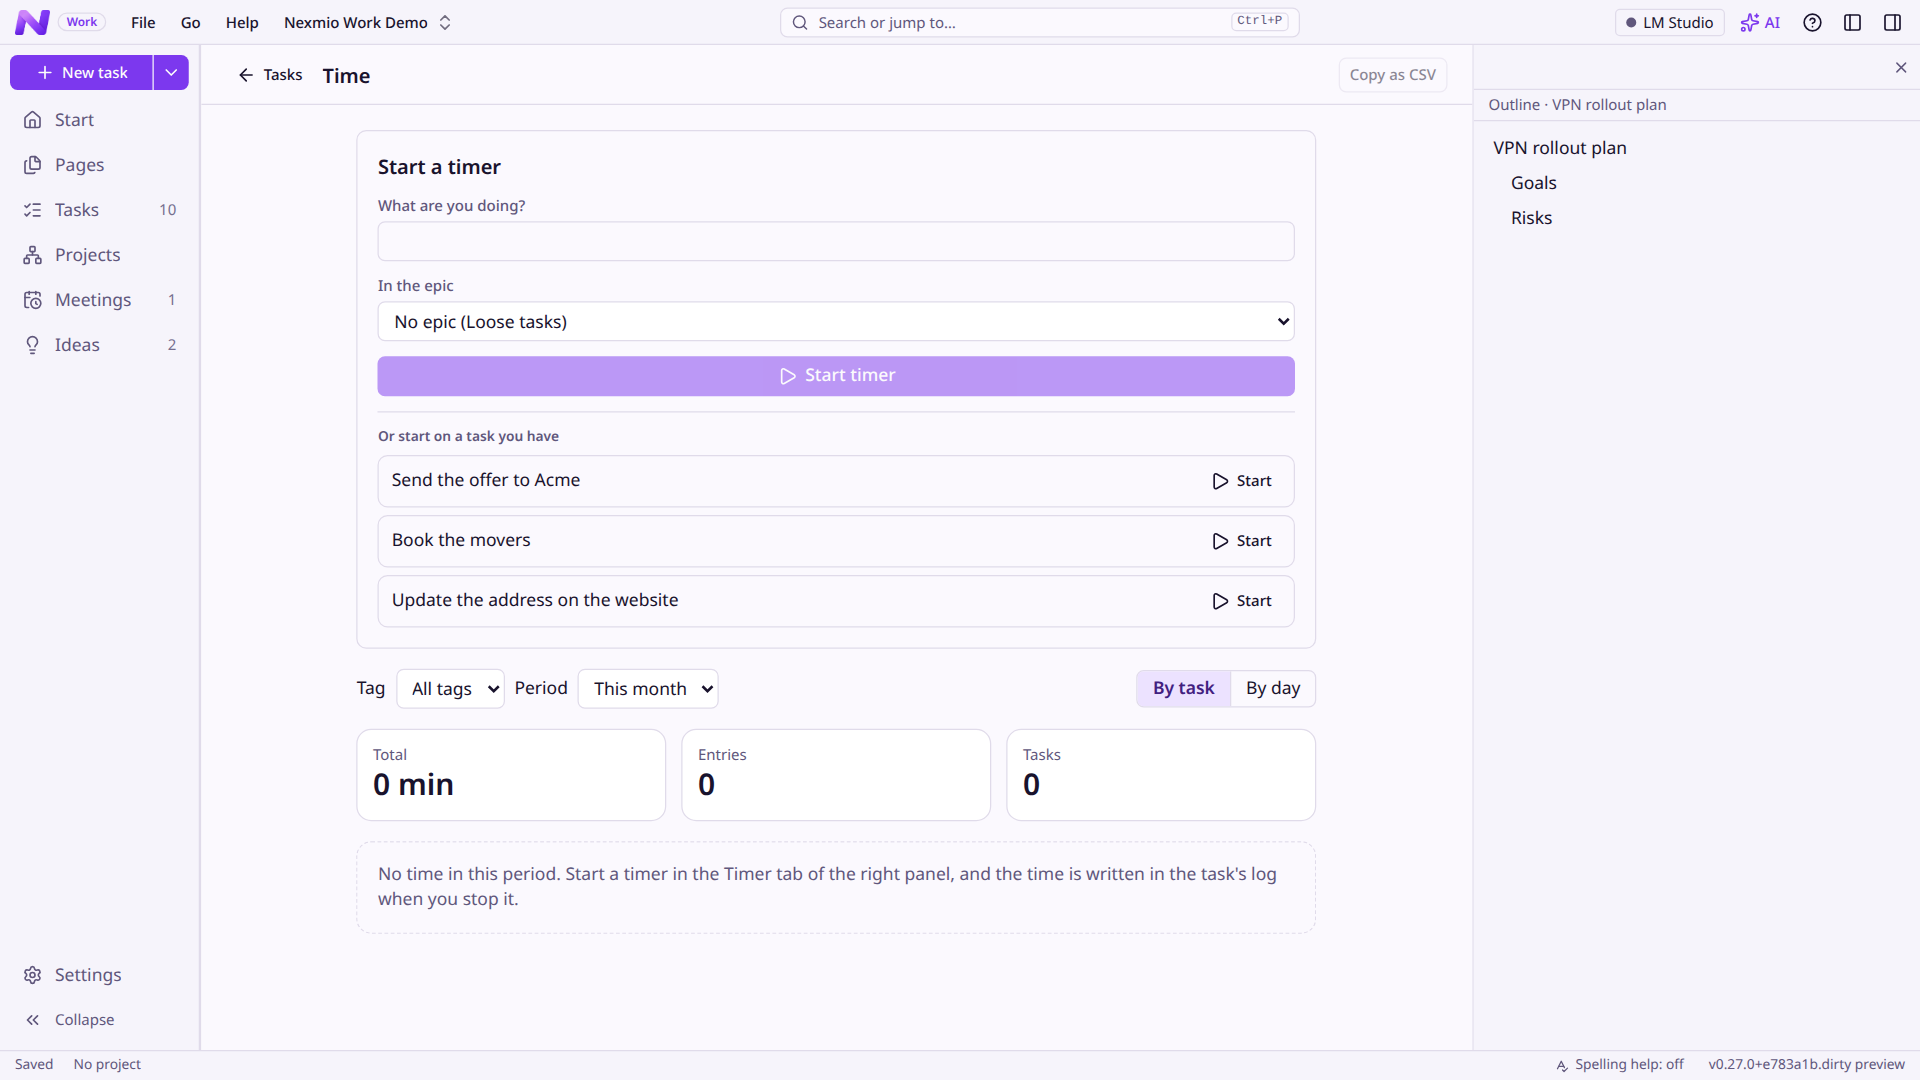 Work
File
Go
Help
Nexmio Work Demo
Search or jump to...
Ctrl+P
LM Studio
AI
New task
Start
Pages
Tasks 10
Projects
Meetings 1
Ideas 2
Settings
Collapse
Tasks
Time
Copy as CSV
Start a timer
What are you doing?
In the epic
No epic (Loose tasks)
Start timer
Or start on a task you have
Send the offer to Acme
Start
Book the movers
Start
Update the address on the website
Start
Tag
All tags
Period
This month
By task
By day
Total
0 min
Entries
0
Tasks
0
No time in this period. Start a timer in the Timer tab of the right panel, and the time is written in the task's log
when you stop it.
Outline · VPN rollout plan
VPN rollout plan
Goals
Risks
Saved
No project
Spelling help: off
v0.27.0+e783a1b.dirty preview